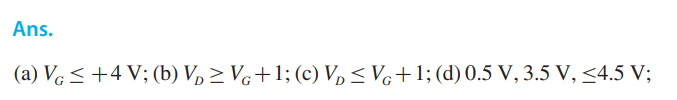 Ans.
(a) V_G ≤ +4 V; (b) V_D ≥ V_G+1; (c) V_D ≤ V_G+1; (d) 0.5 V, 3.5 V, ≤4.5 V;